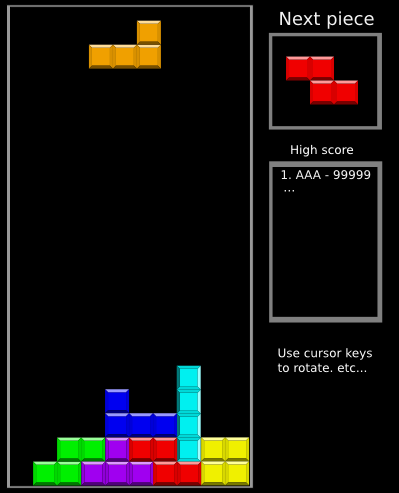 Next piece
High score
1. AAA - 99999
...
Use cursor keys
to rotate. etc...